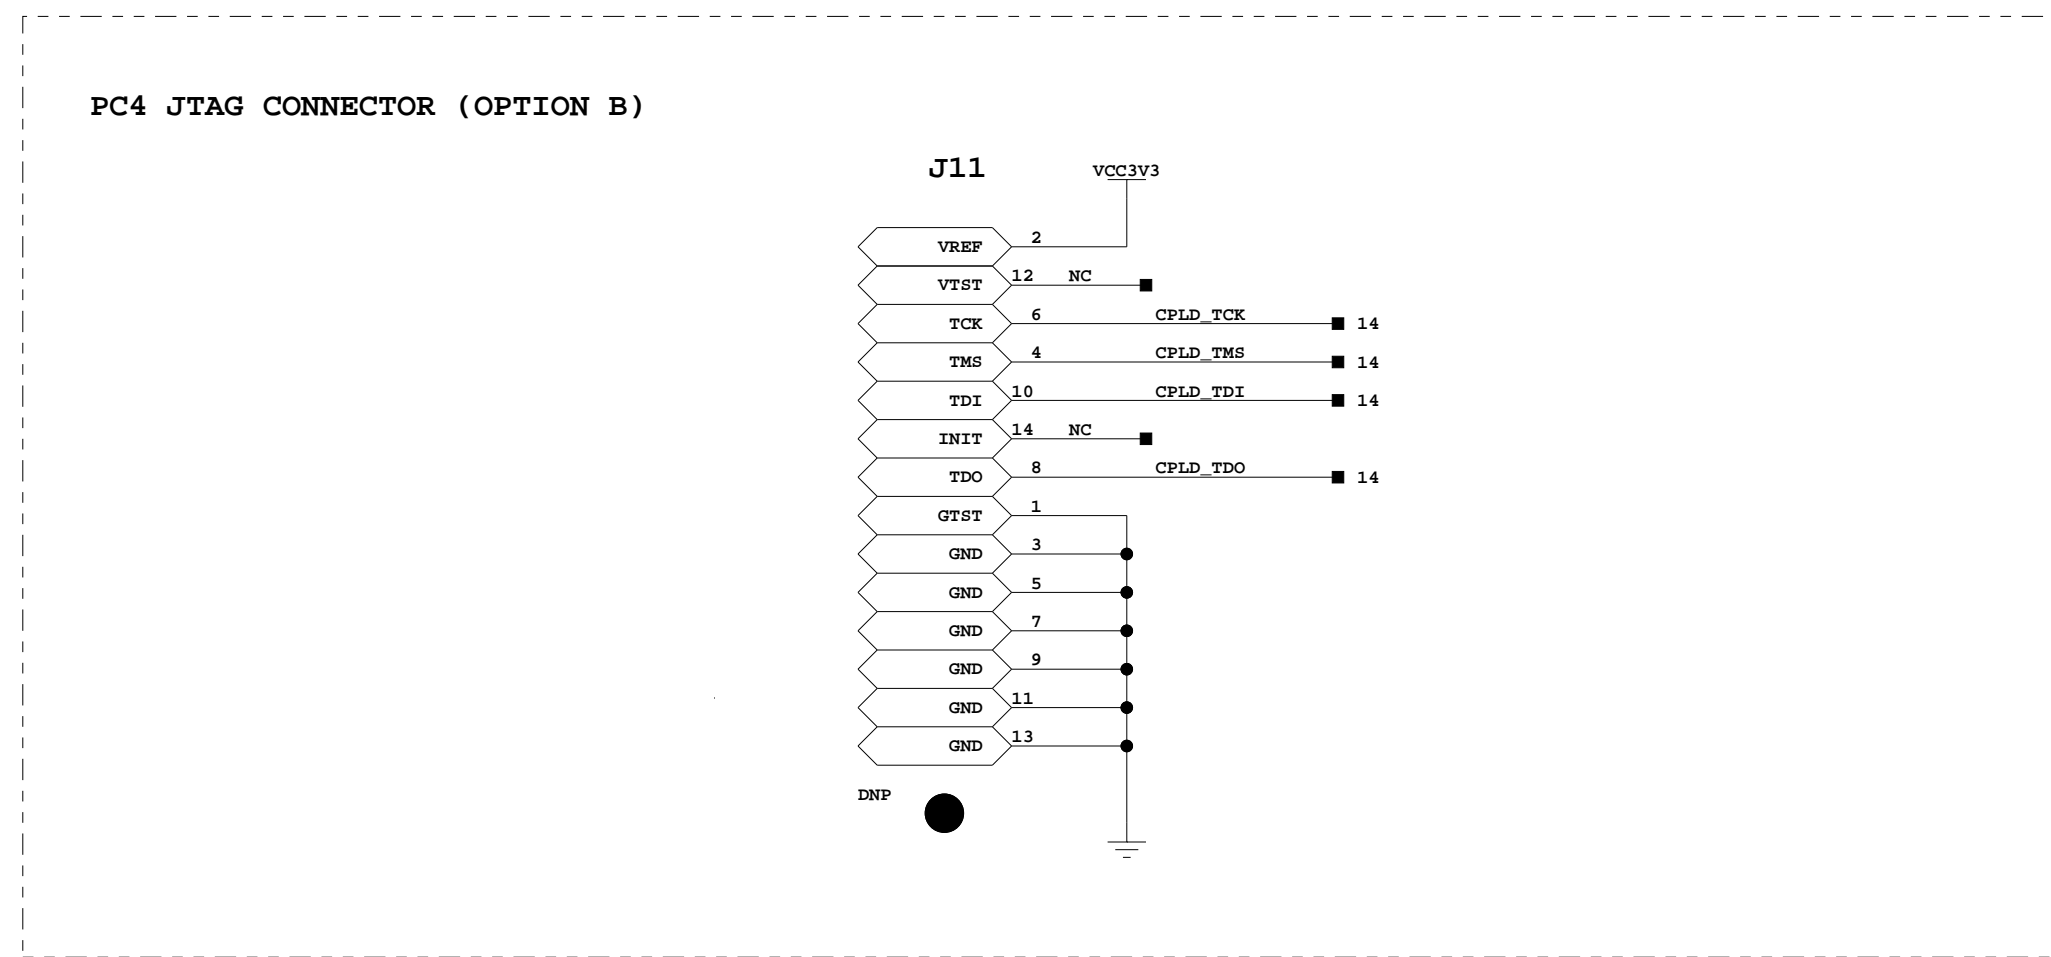 PC4 JTAG CONNECTOR (OPTION B)
J11
VCC3V3
VREF 2
VTST 12 NC
TCK 6 CPLD_TCK 14
TMS 4 CPLD_TMS 14
TDI 10 CPLD_TDI 14
INIT 14 NC
TDO 8 CPLD_TDO 14
GTST 1
GND 3
GND 5
GND 7
GND 9
GND 11
GND 13
DNP